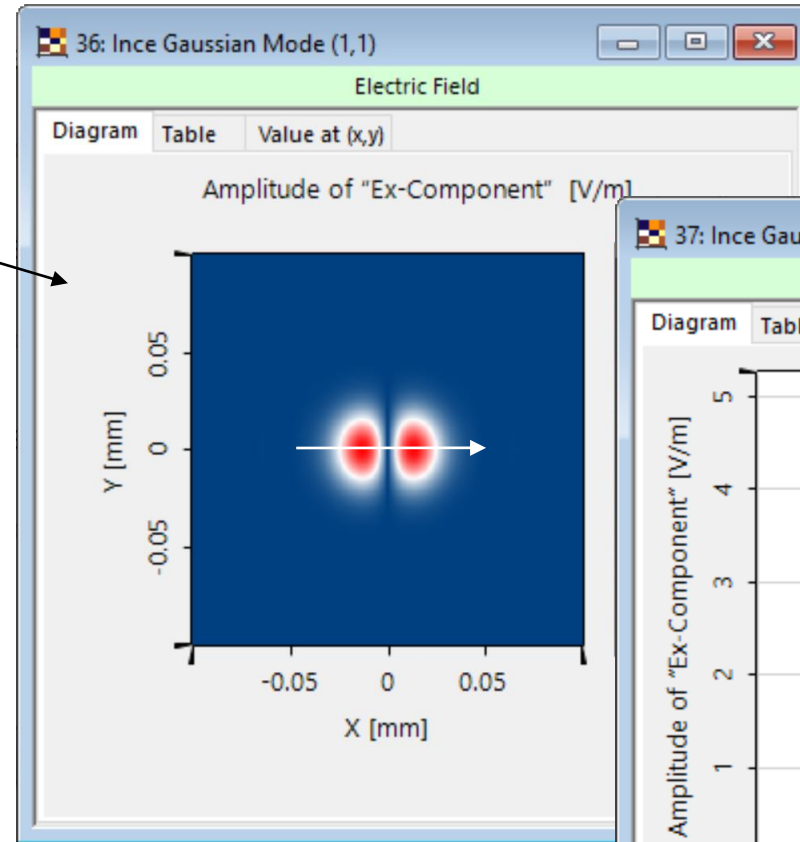 36: Ince Gaussian Mode (1,1)
Electric Field
Diagram Table Value at (x,y)
Amplitude of "Ex-Component" [V/m]
0.05
0
-0.05
Y [mm]
-0.05 0 0.05
X [mm]
37: Ince Gau
Diagram Tabl
5
4
3
2
1
Amplitude of "Ex-Component" [V/m]